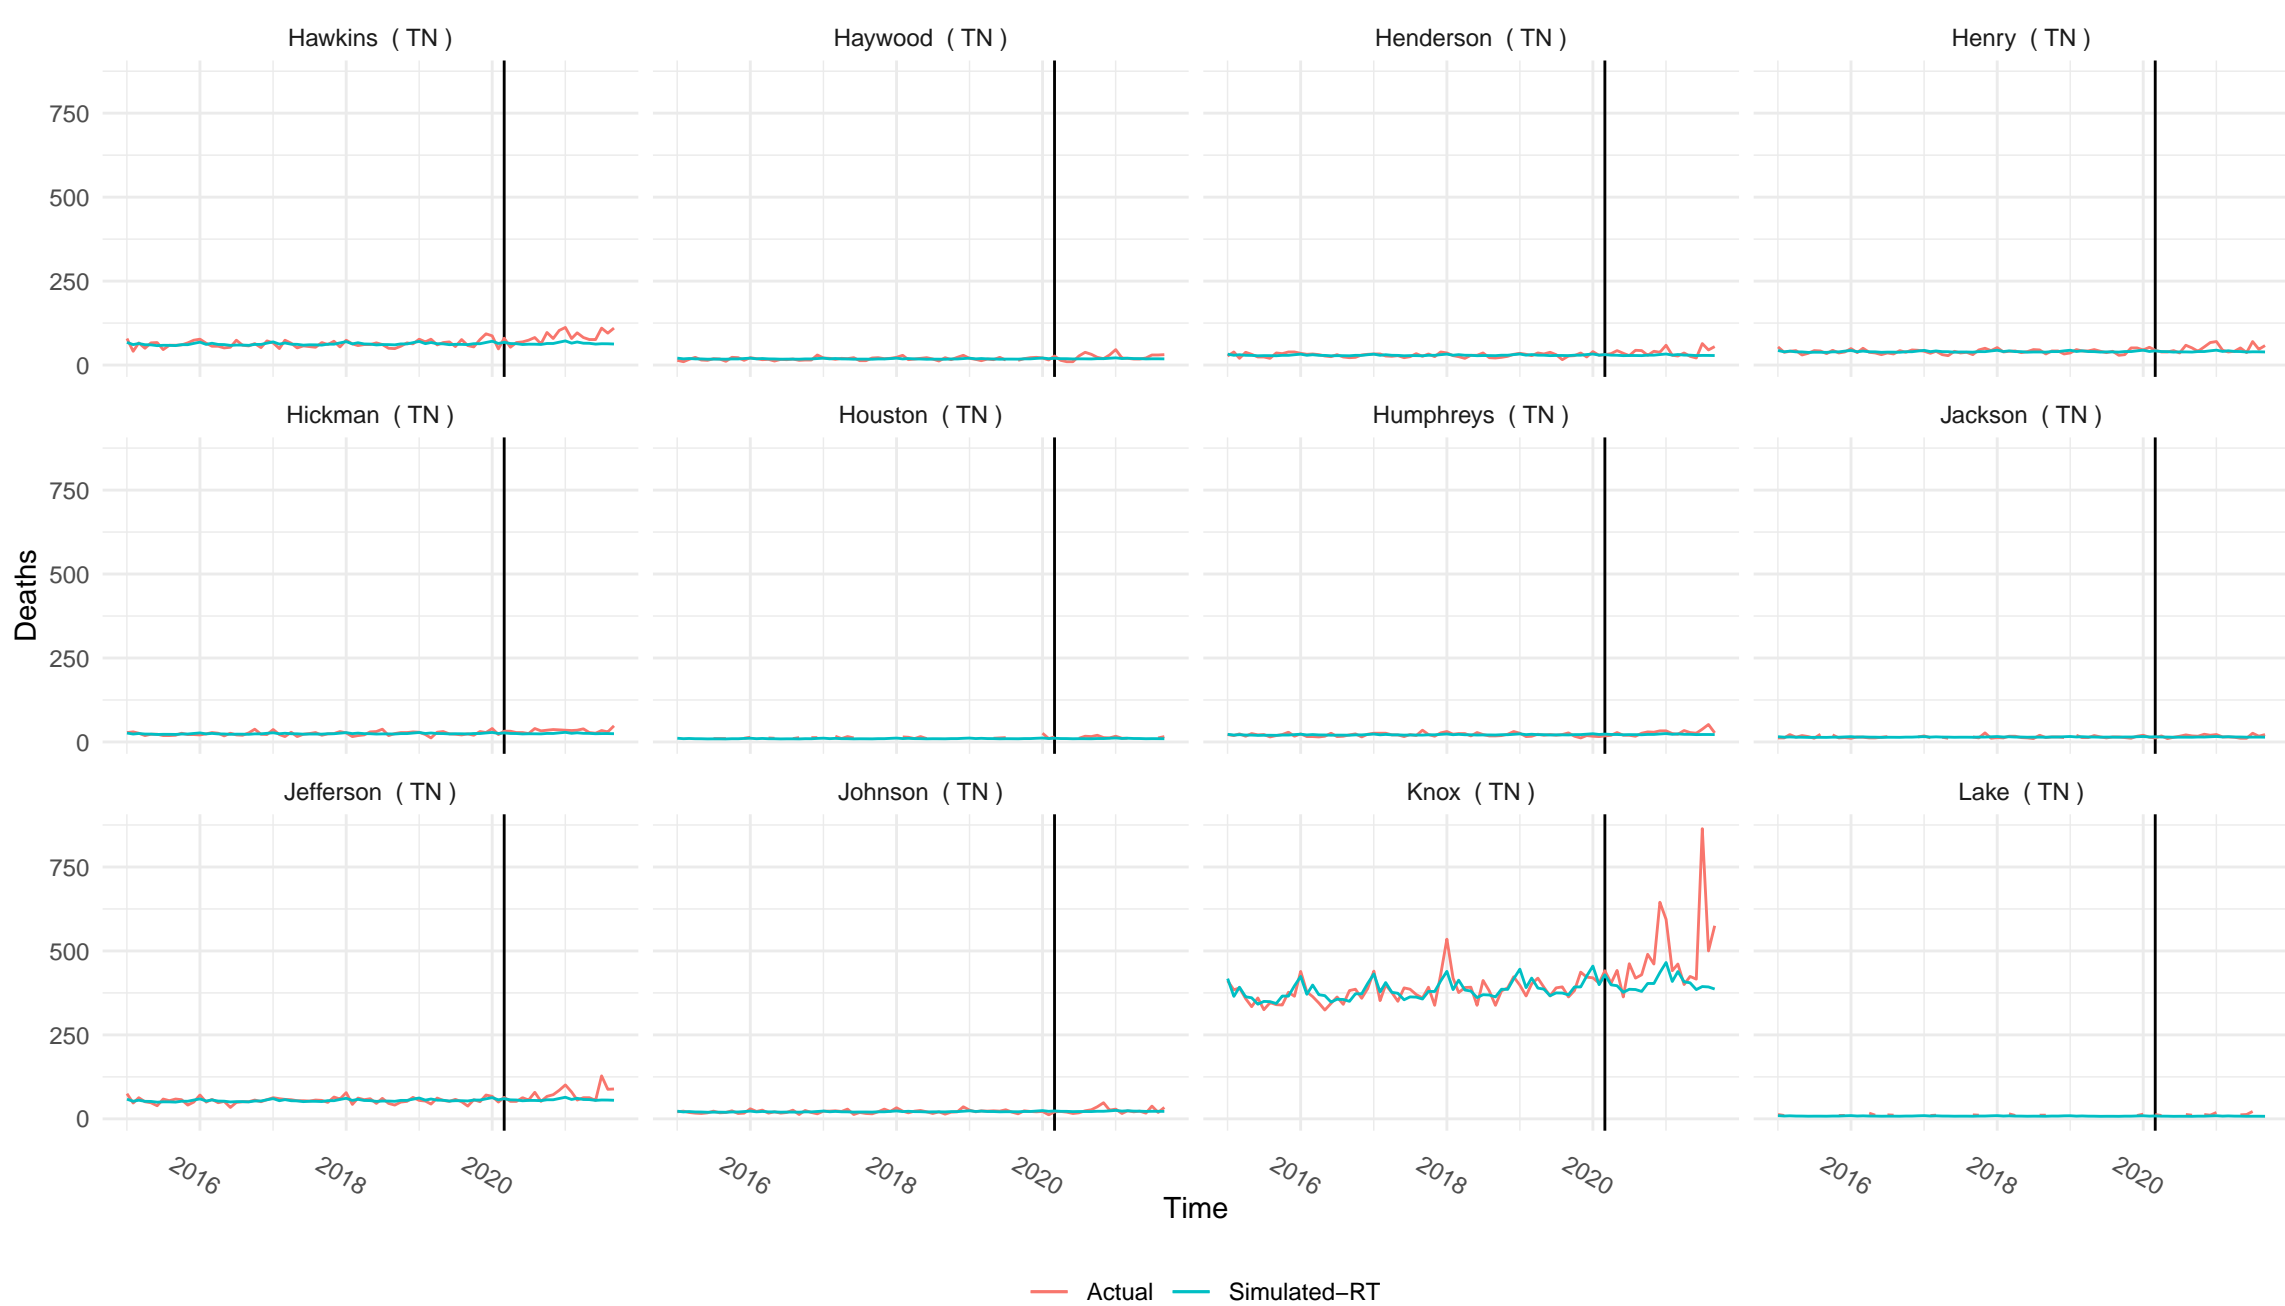 Hawkins ( TN )
Haywood ( TN )
Henderson ( TN )
Henry ( TN )
750
500
250
0
Hickman ( TN )
Houston ( TN )
Humphreys ( TN )
Jackson ( TN )
750
500
250
0
Deaths
Jefferson ( TN )
Johnson ( TN )
Knox ( TN )
Lake ( TN )
750
500
250
0
2016 2018 2020
2016 2018 2020
2016 2018 2020
2016 2018 2020
Time
Actual Simulated−RT